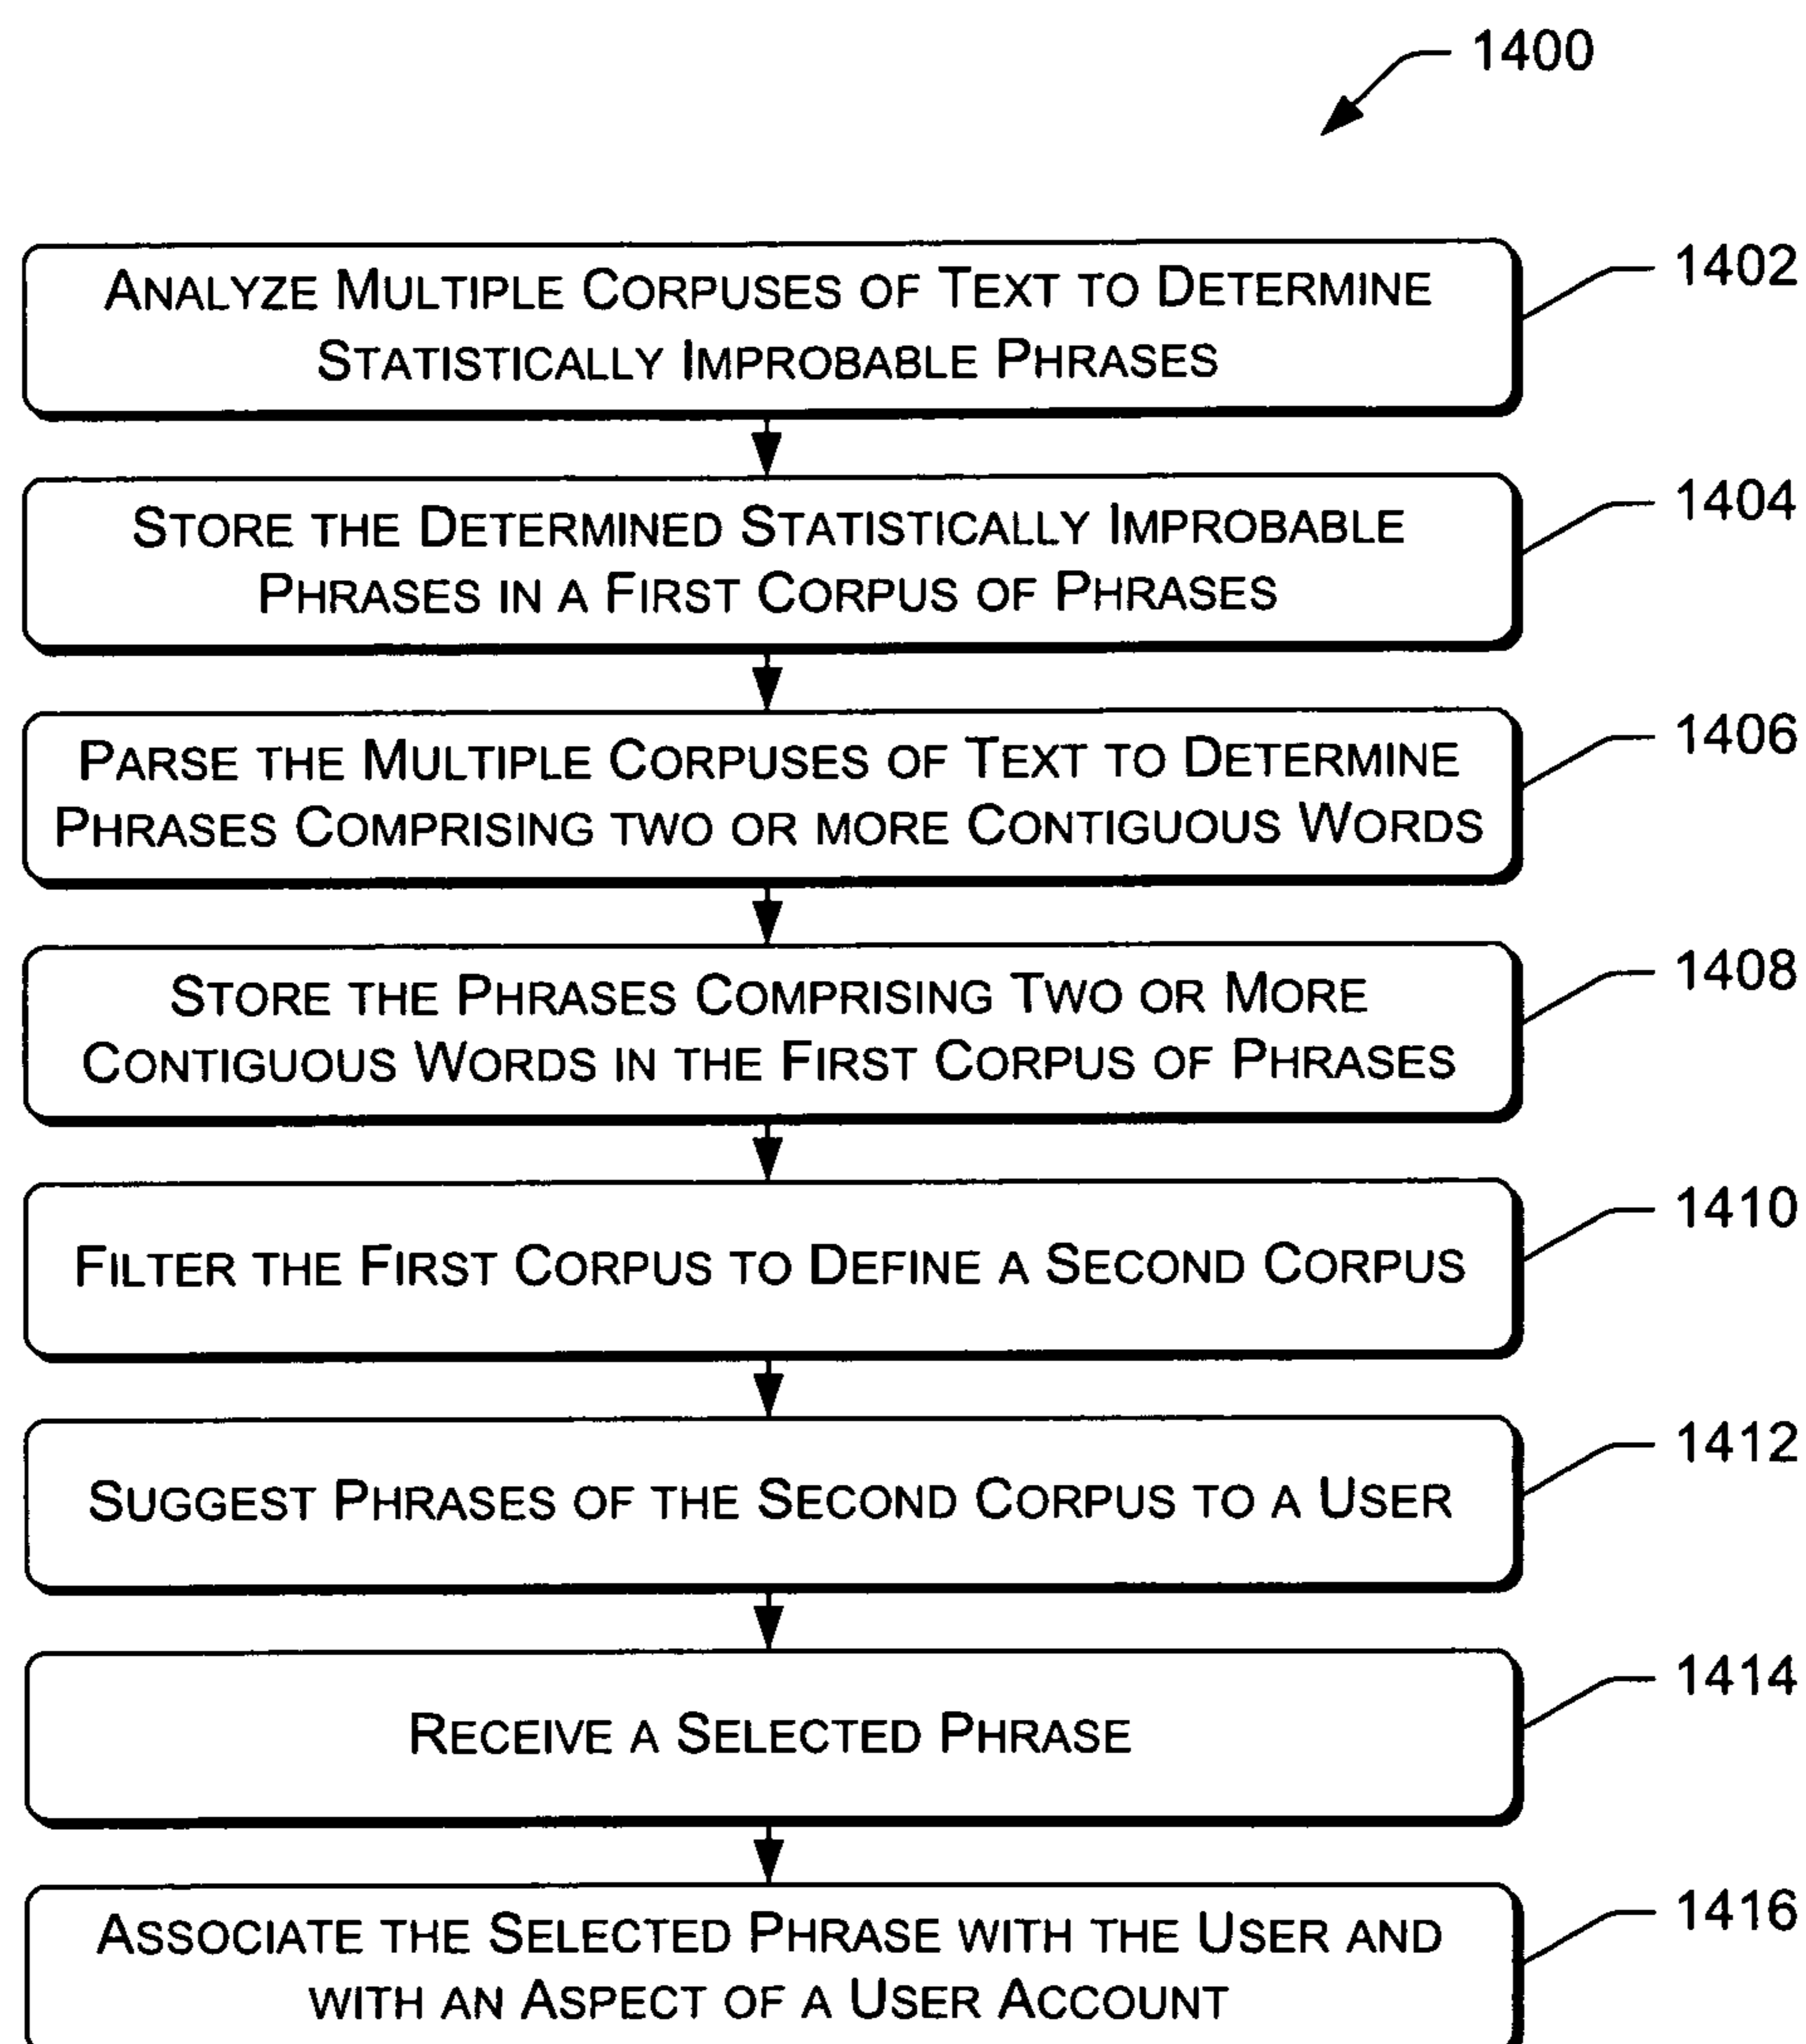 1400
ANALYZE MULTIPLE CORPUSES OF TEXT TO DETERMINE
STATISTICALLY IMPROBABLE PHRASES
1402
STORE THE DETERMINED STATISTICALLY IMPROBABLE
PHRASES IN A FIRST CORPUS OF PHRASES
1404
PARSE THE MULTIPLE CORPUSES OF TEXT TO DETERMINE
PHRASES COMPRISING TWO OR MORE CONTIGUOUS WORDS
1406
STORE THE PHRASES COMPRISING TWO OR MORE
CONTIGUOUS WORDS IN THE FIRST CORPUS OF PHRASES
1408
FILTER THE FIRST CORPUS TO DEFINE A SECOND CORPUS
1410
SUGGEST PHRASES OF THE SECOND CORPUS TO A USER
1412
RECEIVE A SELECTED PHRASE
1414
ASSOCIATE THE SELECTED PHRASE WITH THE USER AND
WITH AN ASPECT OF A USER ACCOUNT
1416